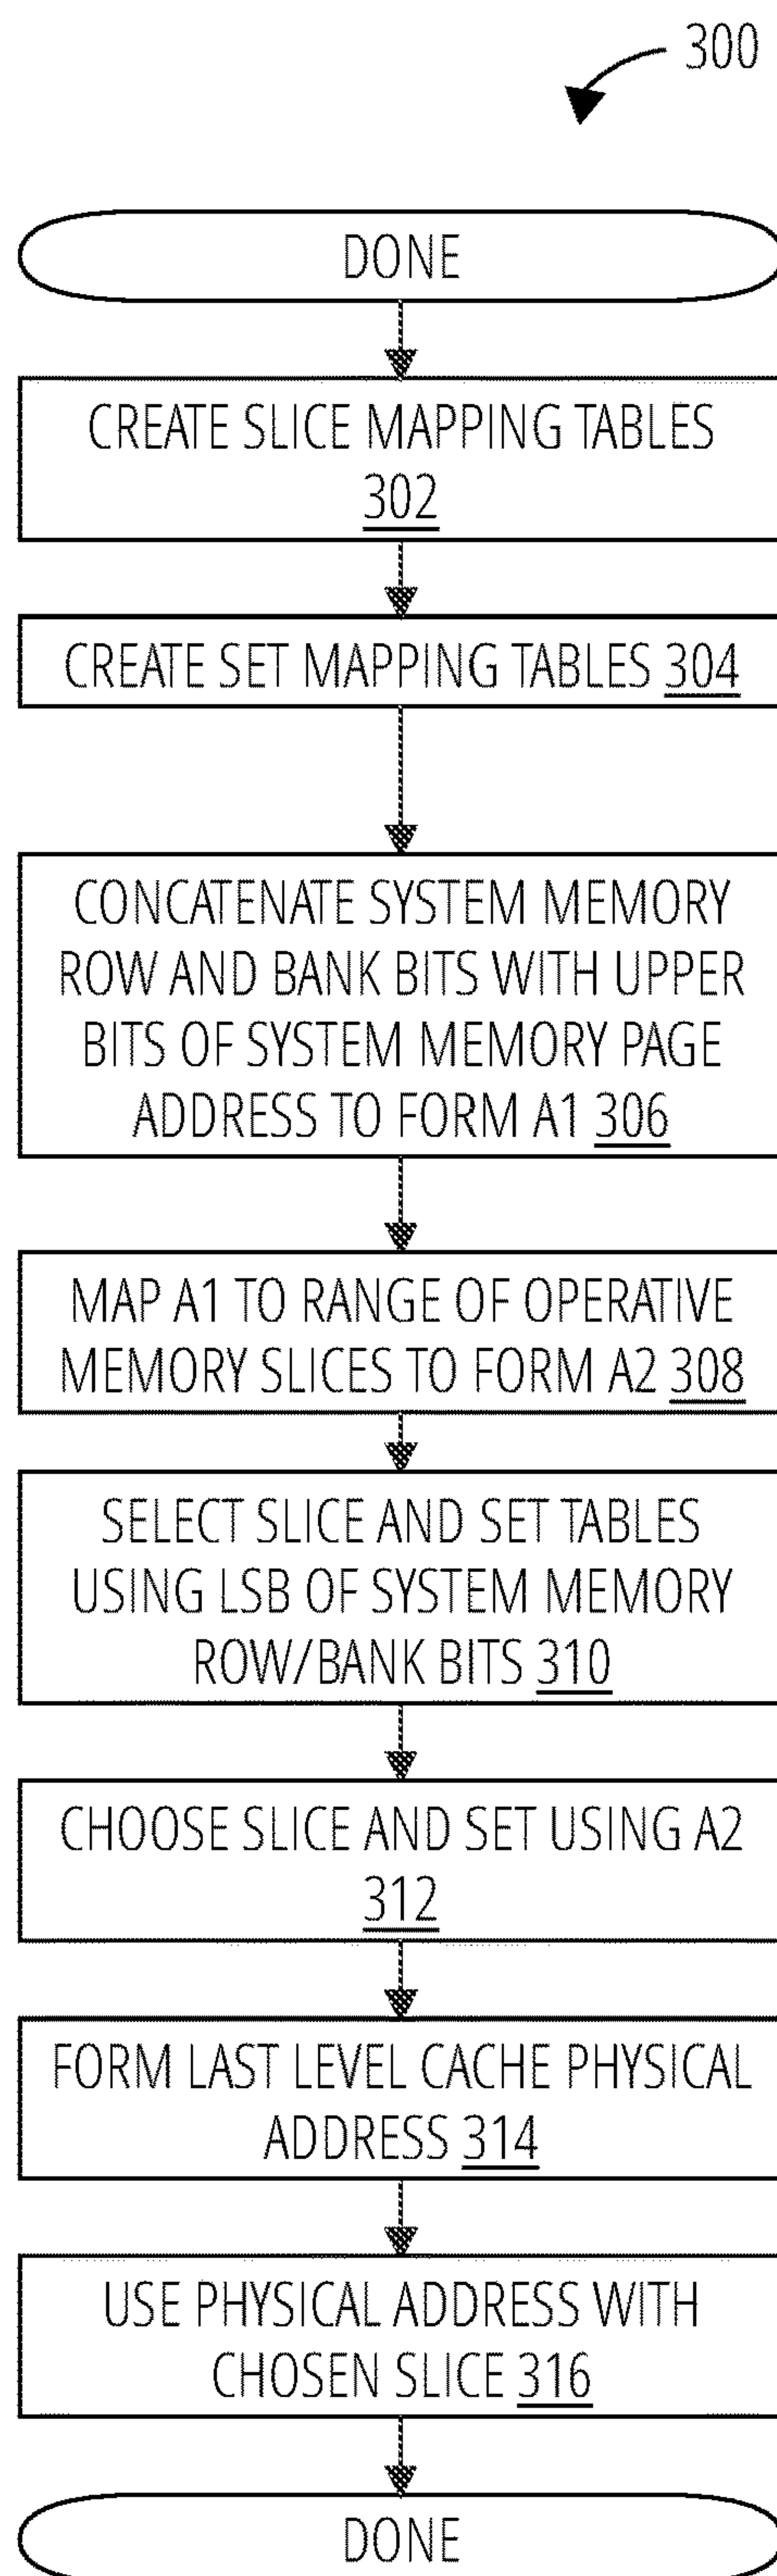 300
DONE
CREATE SLICE MAPPING TABLES
302
CREATE SET MAPPING TABLES 304
CONCATENATE SYSTEM MEMORY
ROW AND BANK BITS WITH UPPER
BITS OF SYSTEM MEMORY PAGE
ADDRESS TO FORM A1 306
MAP A1 TO RANGE OF OPERATIVE
MEMORY SLICES TO FORM A2 308
SELECT SLICE AND SET TABLES
USING LSB OF SYSTEM MEMORY
ROW/BANK BITS 310
CHOOSE SLICE AND SET USING A2
312
FORM LAST LEVEL CACHE PHYSICAL
ADDRESS 314
USE PHYSICAL ADDRESS WITH
CHOSEN SLICE 316
DONE